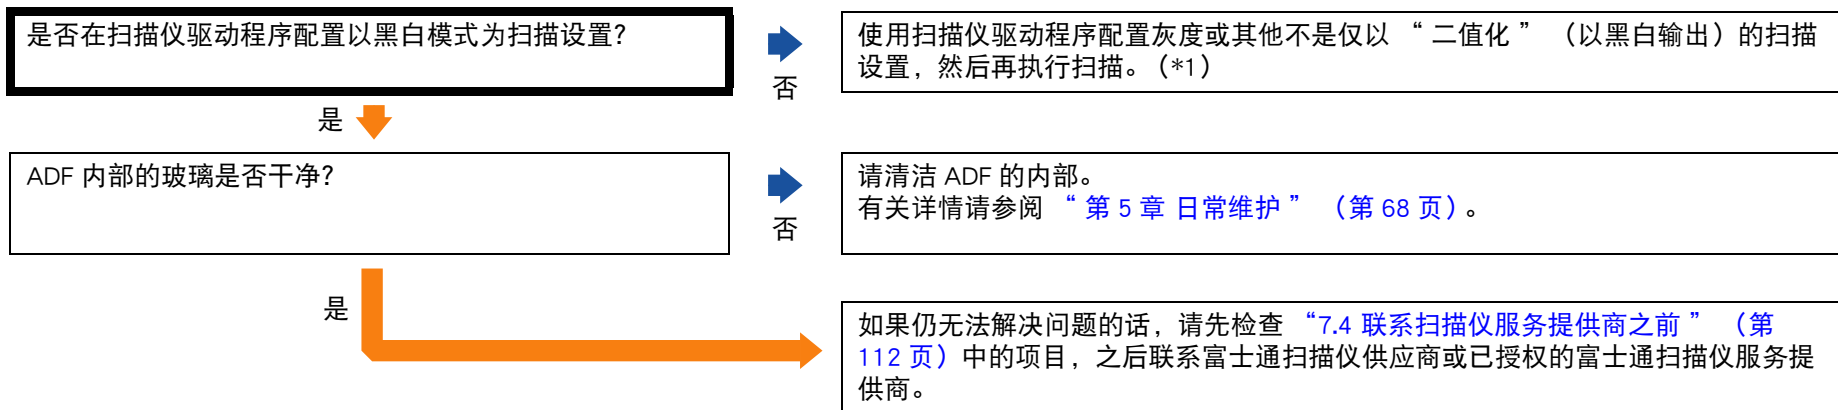 是否在扫描仪驱动程序配置以黑白模式为扫描设置？
否
使用扫描仪驱动程序配置灰度或其他不是仅以 “ 二值化 ” （以黑白输出）的扫描
设置，然后再执行扫描。(*1)
是
ADF 内部的玻璃是否干净？
否
请清洁 ADF 的内部。
有关详情请参阅 “ 第 5 章 日常维护 ” （第 68 页）。
是
如果仍无法解决问题的话，请先检查 “7.4 联系扫描仪服务提供商之前 ” （第
112 页）中的项目，之后联系富士通扫描仪供应商或已授权的富士通扫描仪服务提
供商。